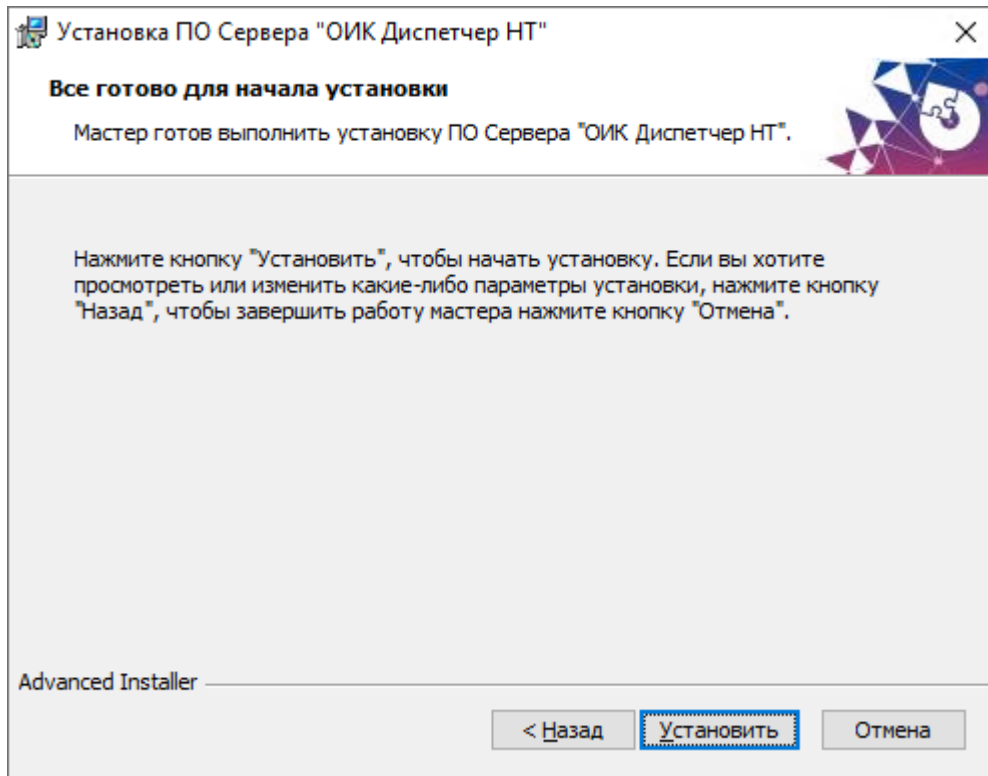 Установка ПО Сервера "ОИК Диспетчер НТ"
Все готово для начала установки
Мастер готов выполнить установку ПО Сервера "ОИК Диспетчер НТ".
Нажмите кнопку "Установить", чтобы начать установку. Если вы хотите
просмотреть или изменить какие-либо параметры установки, нажмите кнопку
"Назад", чтобы завершить работу мастера нажмите кнопку "Отмена".
Advanced Installer
< Назад
Установить
Отмена